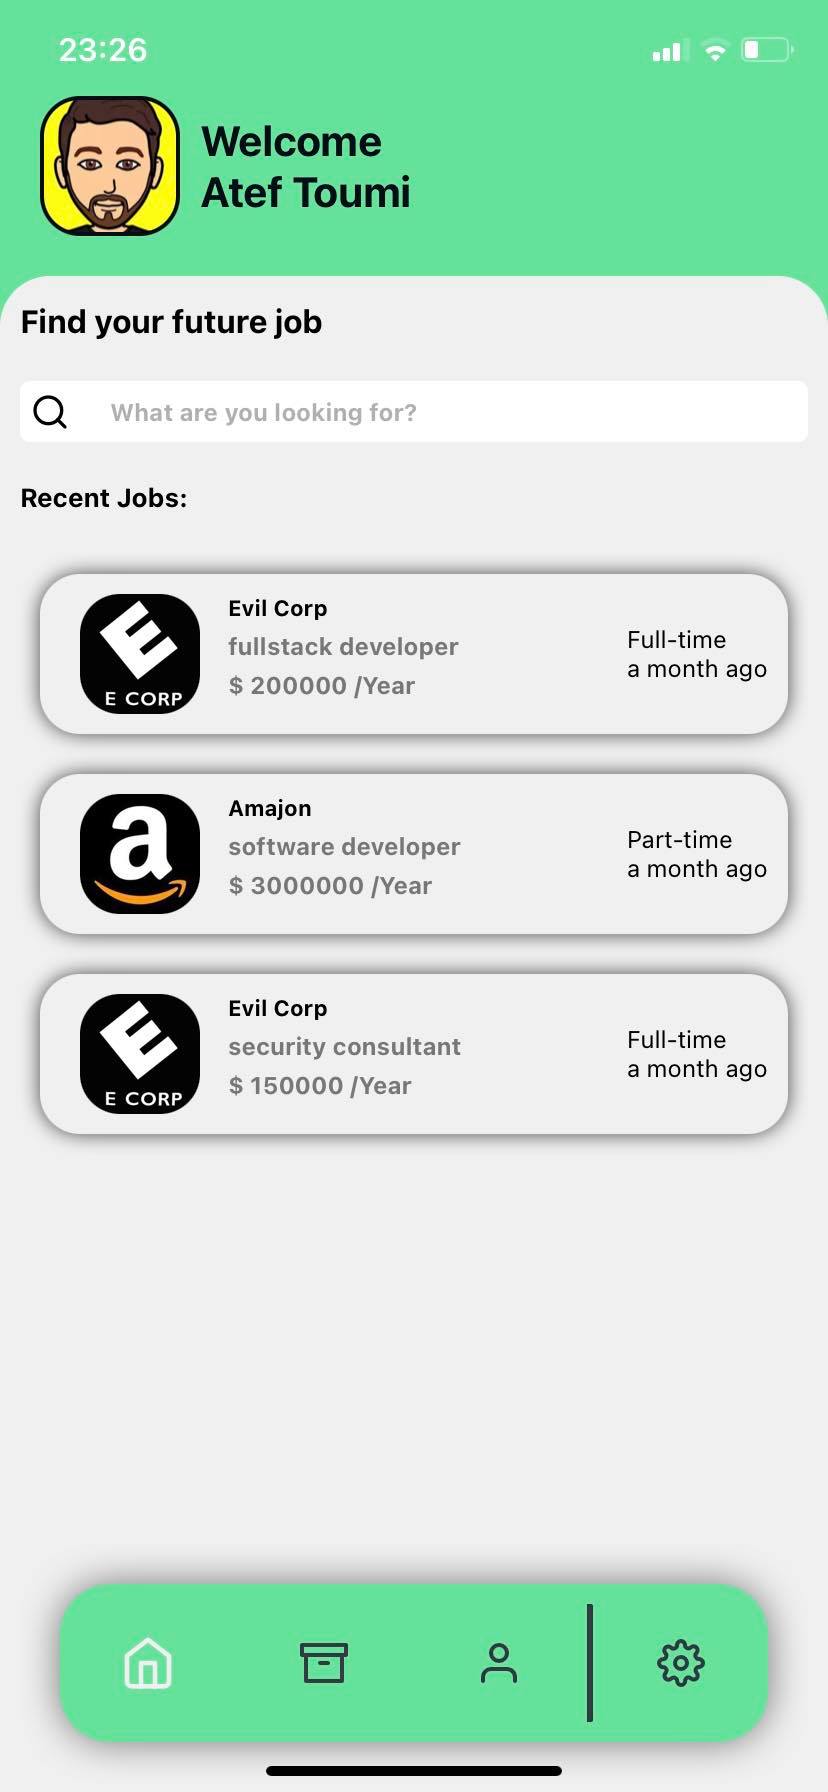 23:26
Welcome
Atef Toumi
Find your future job
What are you looking for?
Recent Jobs:
Evil Corp
fullstack developer
$ 200000 /Year
Full-time
a month ago
E CORP
Amajon
software developer
$ 3000000 /Year
Part-time
a month ago
a
Evil Corp
security consultant
$ 150000 /Year
Full-time
a month ago
E CORP